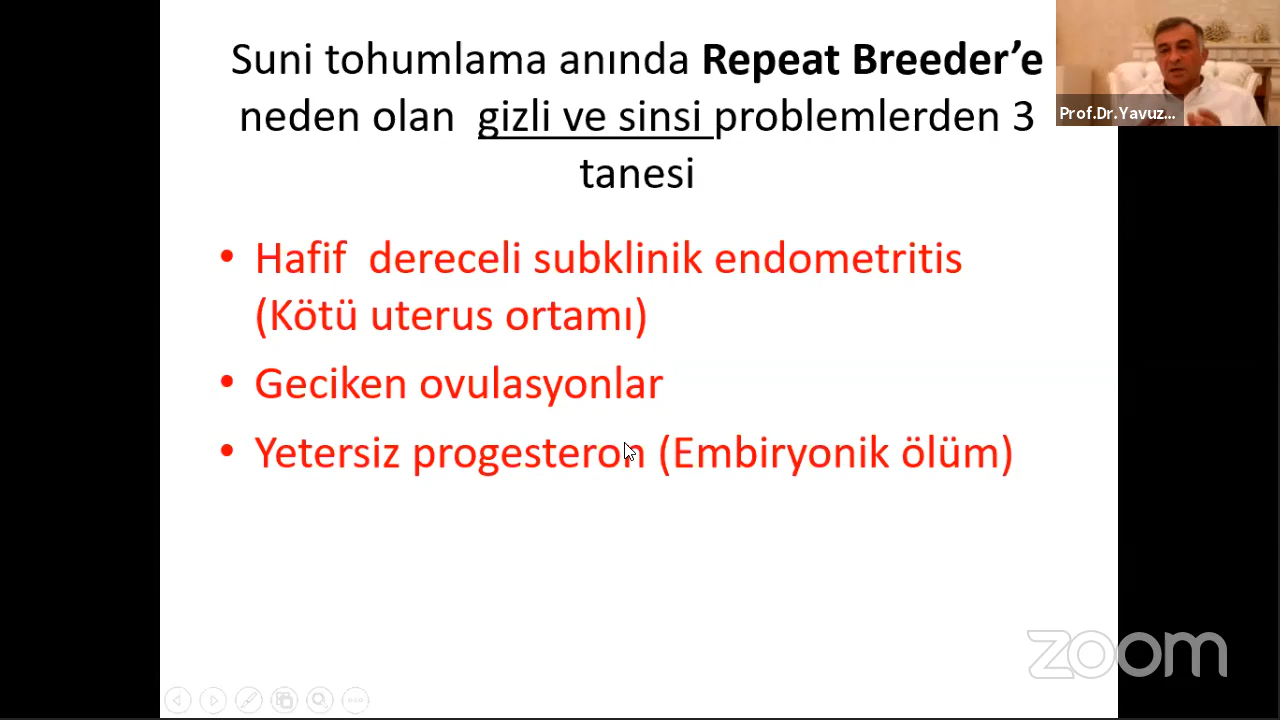 Suni tohumlama anında Repeat Breeder’e
neden olan gizli ve sinsi problemlerden 3
tanesi
• Hafif dereceli subklinik endometritis
(Kötü uterus ortamı)
• Geciken ovulasyonlar
• Yetersiz progesteron (Embiryonik ölüm)
Prof.Dr.Yavuz...
zoom